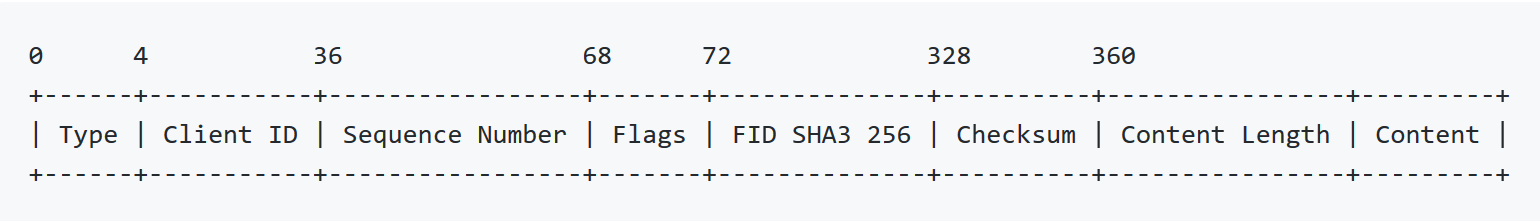 0      4           36                68      72             328        360
+------+-----------+-----------------+-------+--------------+----------+----------------+---------+
| Type | Client ID | Sequence Number | Flags | FID SHA3 256 | Checksum | Content Length | Content |
+------+-----------+-----------------+-------+--------------+----------+----------------+---------+